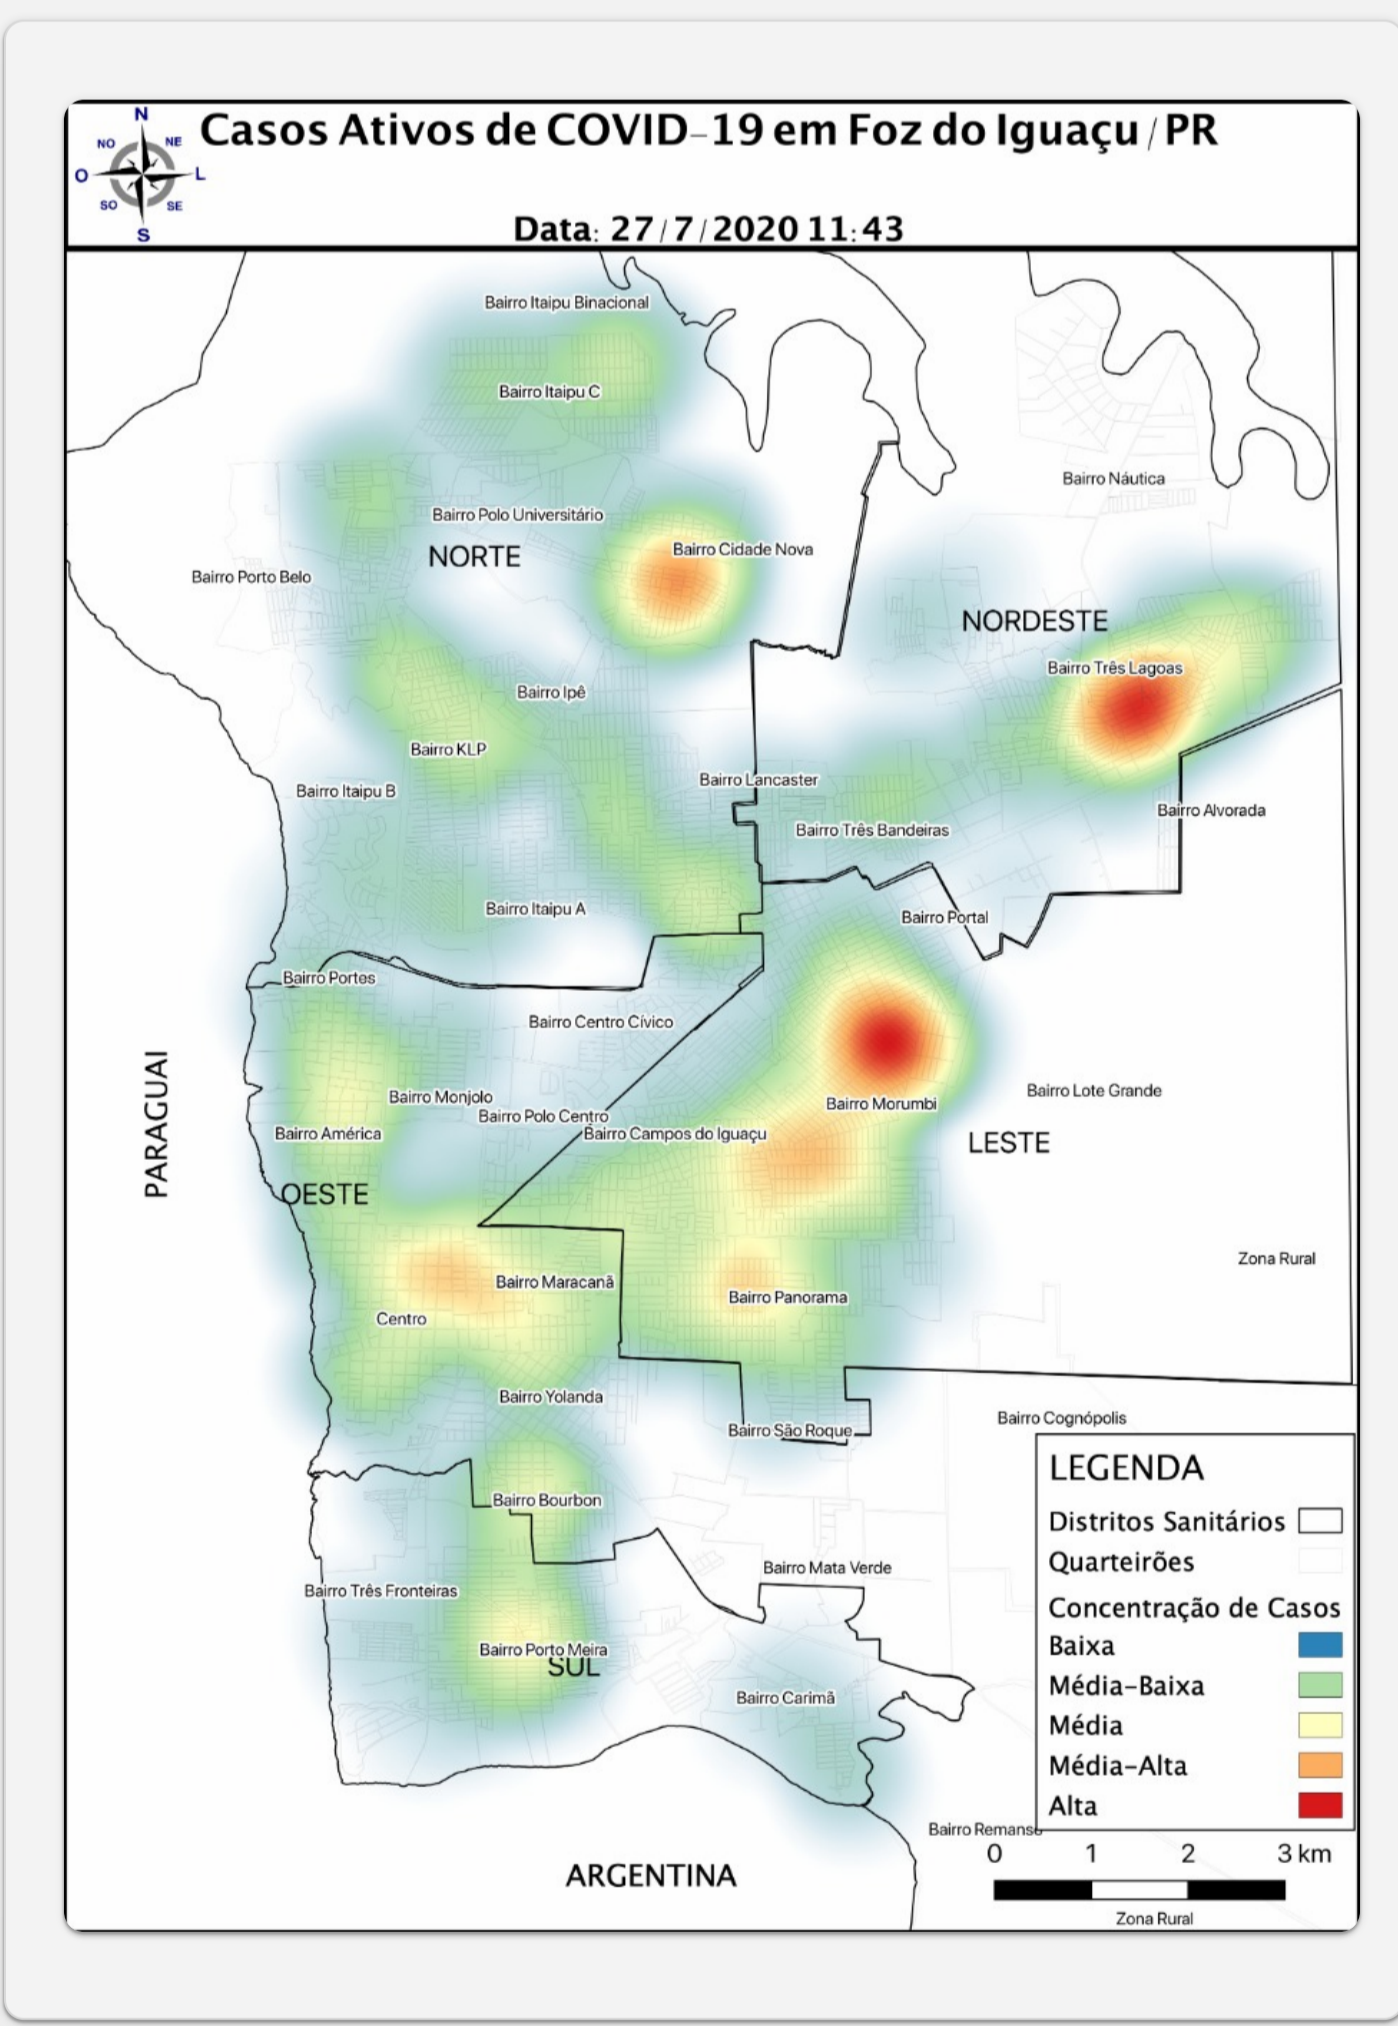 N
NO NE
O L
SO SE
S
Casos Ativos de COVID-19 em Foz do Iguaçu / PR
Data: 27/7/2020 11:43
Bairro Itaipu Binacional
Bairro Itaipu C
Bairro Náutica
Bairro Polo Universitário
NORTE
Bairro Cidade Nova
Bairro Porto Belo
NORDESTE
Bairro Três Lagoas
Bairro Ipê
Bairro KLP
Bairro Itaipu B
Bairro Lancaster
Bairro Alvorada
Bairro Três Bandeiras
Bairro Itaipu A
Bairro Portal
Bairro Portes
Bairro Centro Cívico
Bairro Lote Grande
Bairro Monjolo
Bairro Morumbi
Bairro Polo Centro
Bairro América
Bairro Campos do Iguaçu
LESTE
PARAGUAI
OESTE
Zona Rural
Bairro Maracanã
Bairro Panorama
Centro
Bairro Yolanda
Bairro São Roque
Bairro Cognópolis
Bairro Bourbon
Bairro Mata Verde
Bairro Três Fronteiras
Bairro Porto Meira
SUL
Bairro Carimã
LEGENDA
Distritos Sanitários
Quarteirões
Concentração de Casos
Baixa
Média-Baixa
Média
Média-Alta
Alta
Bairro Remanso
0 1 2 3 km
ARGENTINA
Zona Rural